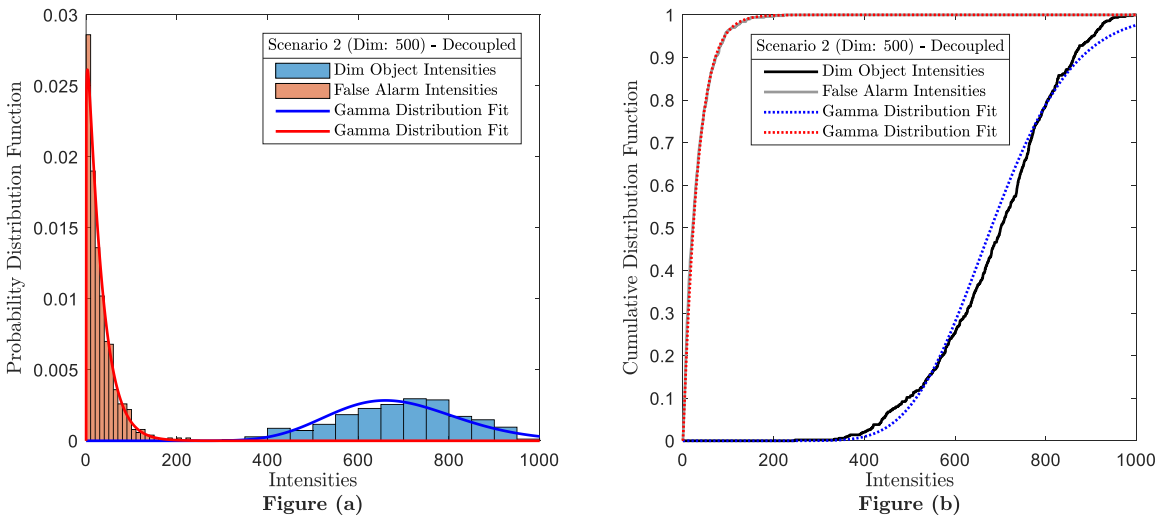 0.03
0.025
0.02
0.015
0.01
0.005
0
Probability Distribution Function
Scenario 2 (Dim: 500) - Decoupled
Dim Object Intensities
False Alarm Intensities
Gamma Distribution Fit
Gamma Distribution Fit
0 200 400 600 800 1000
Intensities
Figure (a)
1
0.9
0.8
0.7
0.6
0.5
0.4
0.3
0.2
0.1
0
Cumulative Distribution Function
Scenario 2 (Dim: 500) - Decoupled
Dim Object Intensities
False Alarm Intensities
Gamma Distribution Fit
Gamma Distribution Fit
0 200 400 600 800 1000
Intensities
Figure (b)